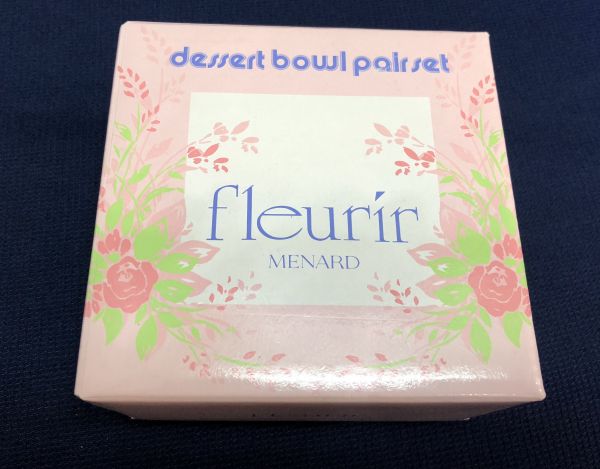 dessert bowl pair set
fleurir
MENARD